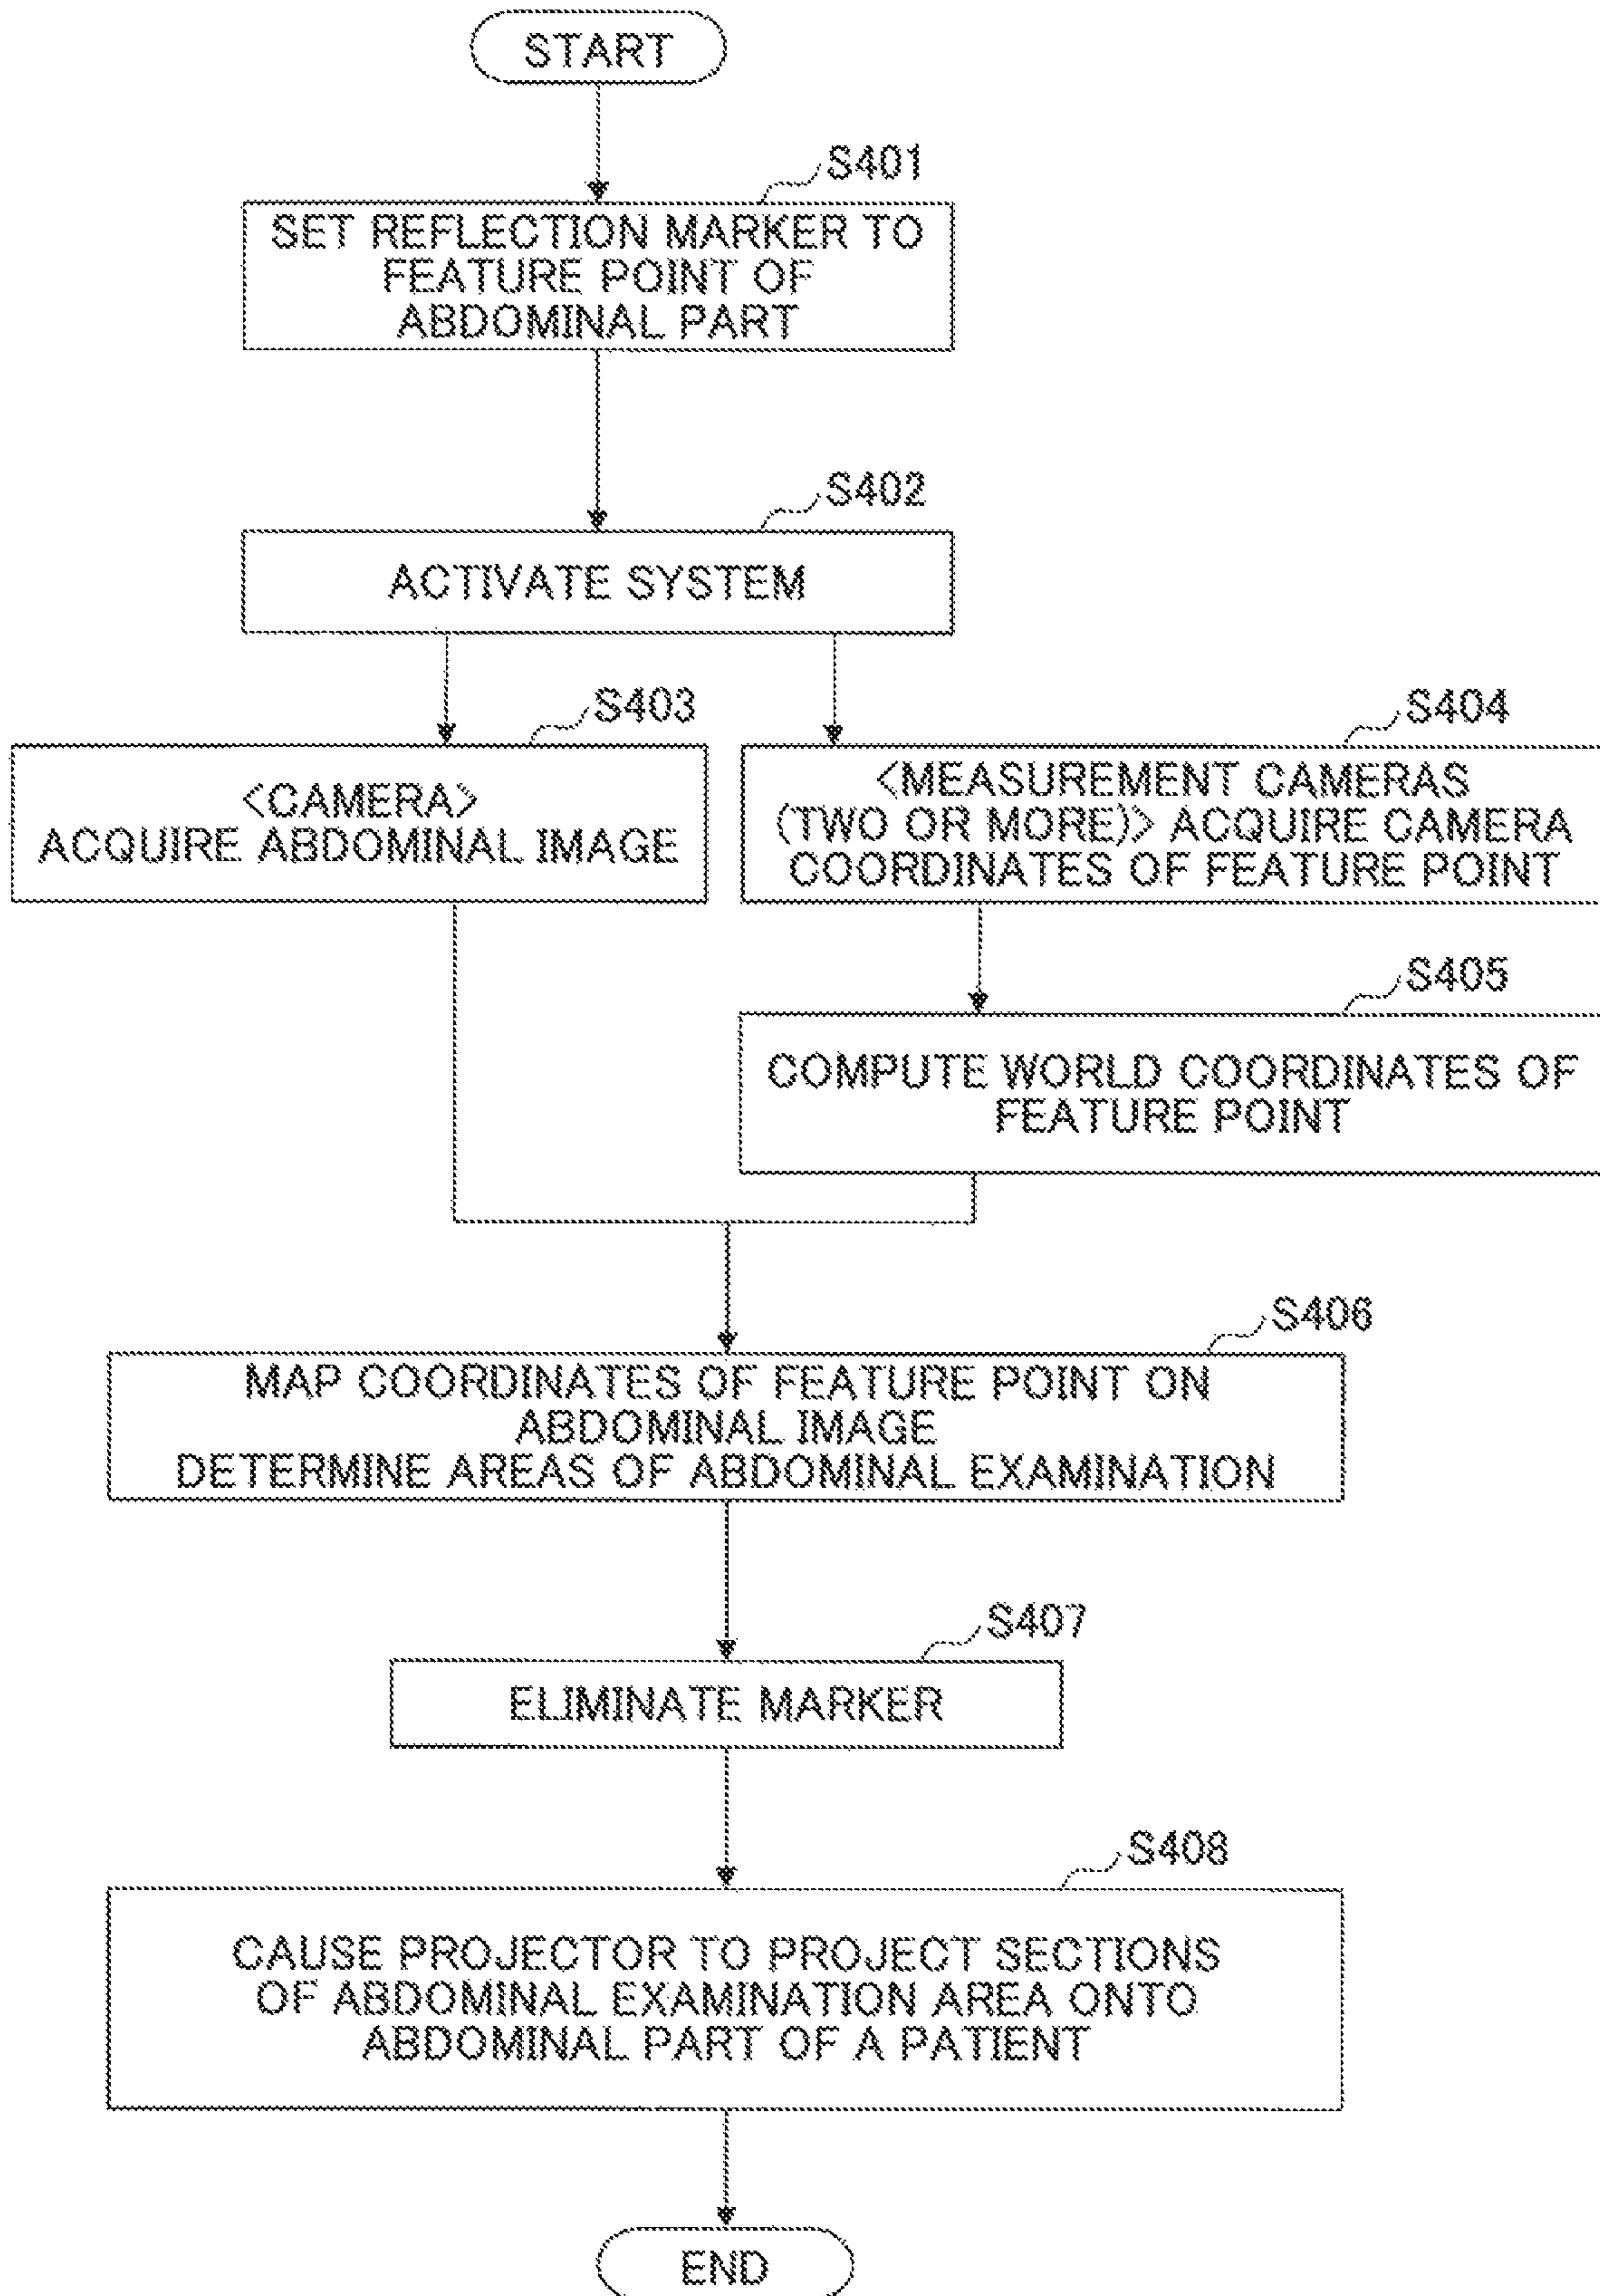 START
S401
SET REFLECTION MARKER TO
FEATURE POINT OF
ABDOMINAL PART
S402
ACTIVATE SYSTEM
S403
<CAMERA>
ACQUIRE ABDOMINAL IMAGE
S404
<MEASUREMENT CAMERAS
(TWO OR MORE)> ACQUIRE CAMERA
COORDINATES OF FEATURE POINT
S405
COMPUTE WORLD COORDINATES OF
FEATURE POINT
S406
MAP COORDINATES OF FEATURE POINT ON
ABDOMINAL IMAGE
DETERMINE AREAS OF ABDOMINAL EXAMINATION
S407
ELIMINATE MARKER
S408
CAUSE PROJECTOR TO PROJECT SECTIONS
OF ABDOMINAL EXAMINATION AREA ONTO
ABDOMINAL PART OF A PATIENT
END